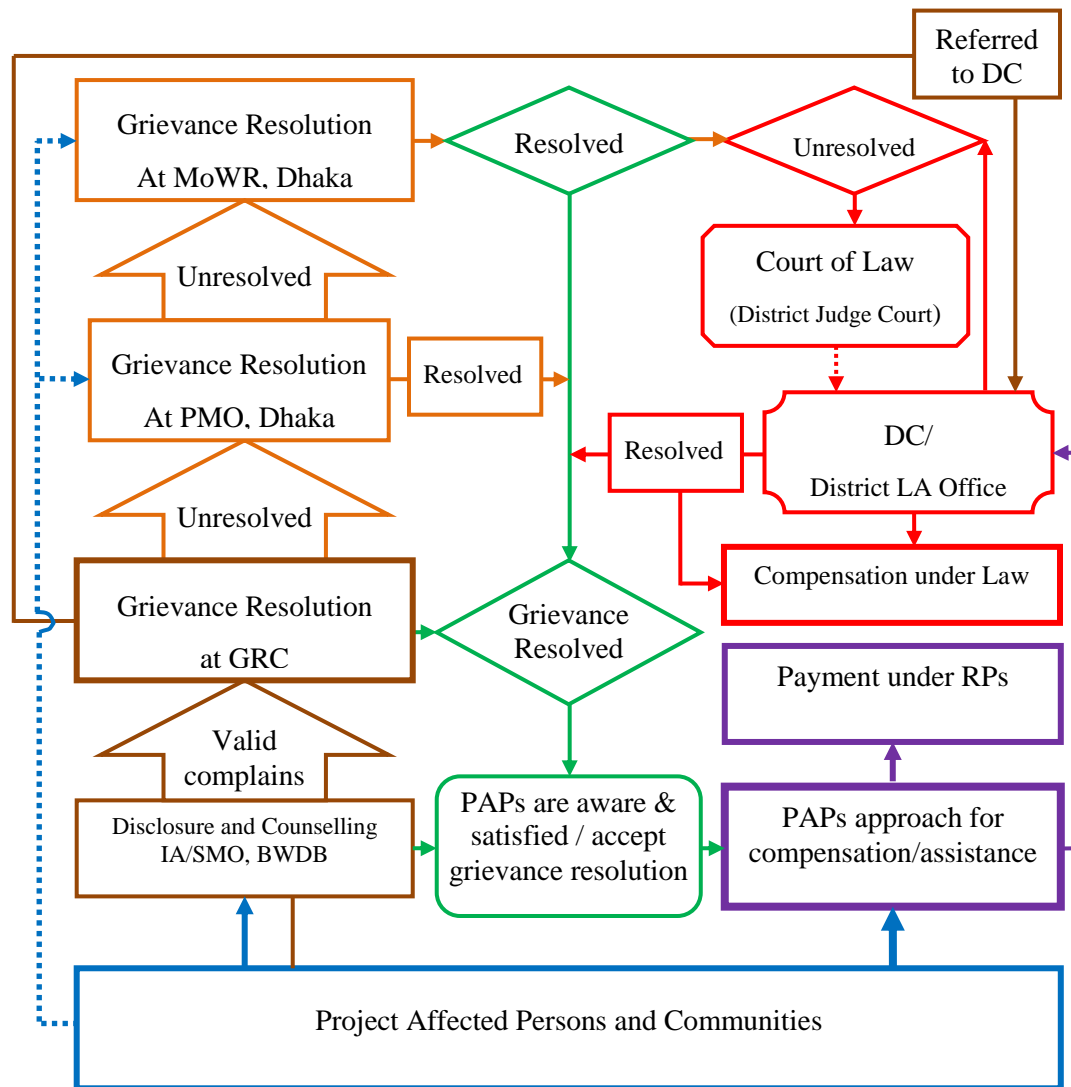 Referred
to DC
Grievance Resolution
At MoWR, Dhaka
Resolved
Unresolved
Unresolved
Court of Law
(District Judge Court)
Grievance Resolution
At PMO, Dhaka
Resolved
Resolved
DC/
District LA Office
Unresolved
Compensation under Law
Grievance Resolution
at GRC
Grievance
Resolved
Payment under RPs
Valid
complains
Disclosure and Counselling
IA/SMO, BWDB
PAPs are aware &
satisfied / accept
grievance resolution
PAPs approach for
compensation/assistance
Project Affected Persons and Communities